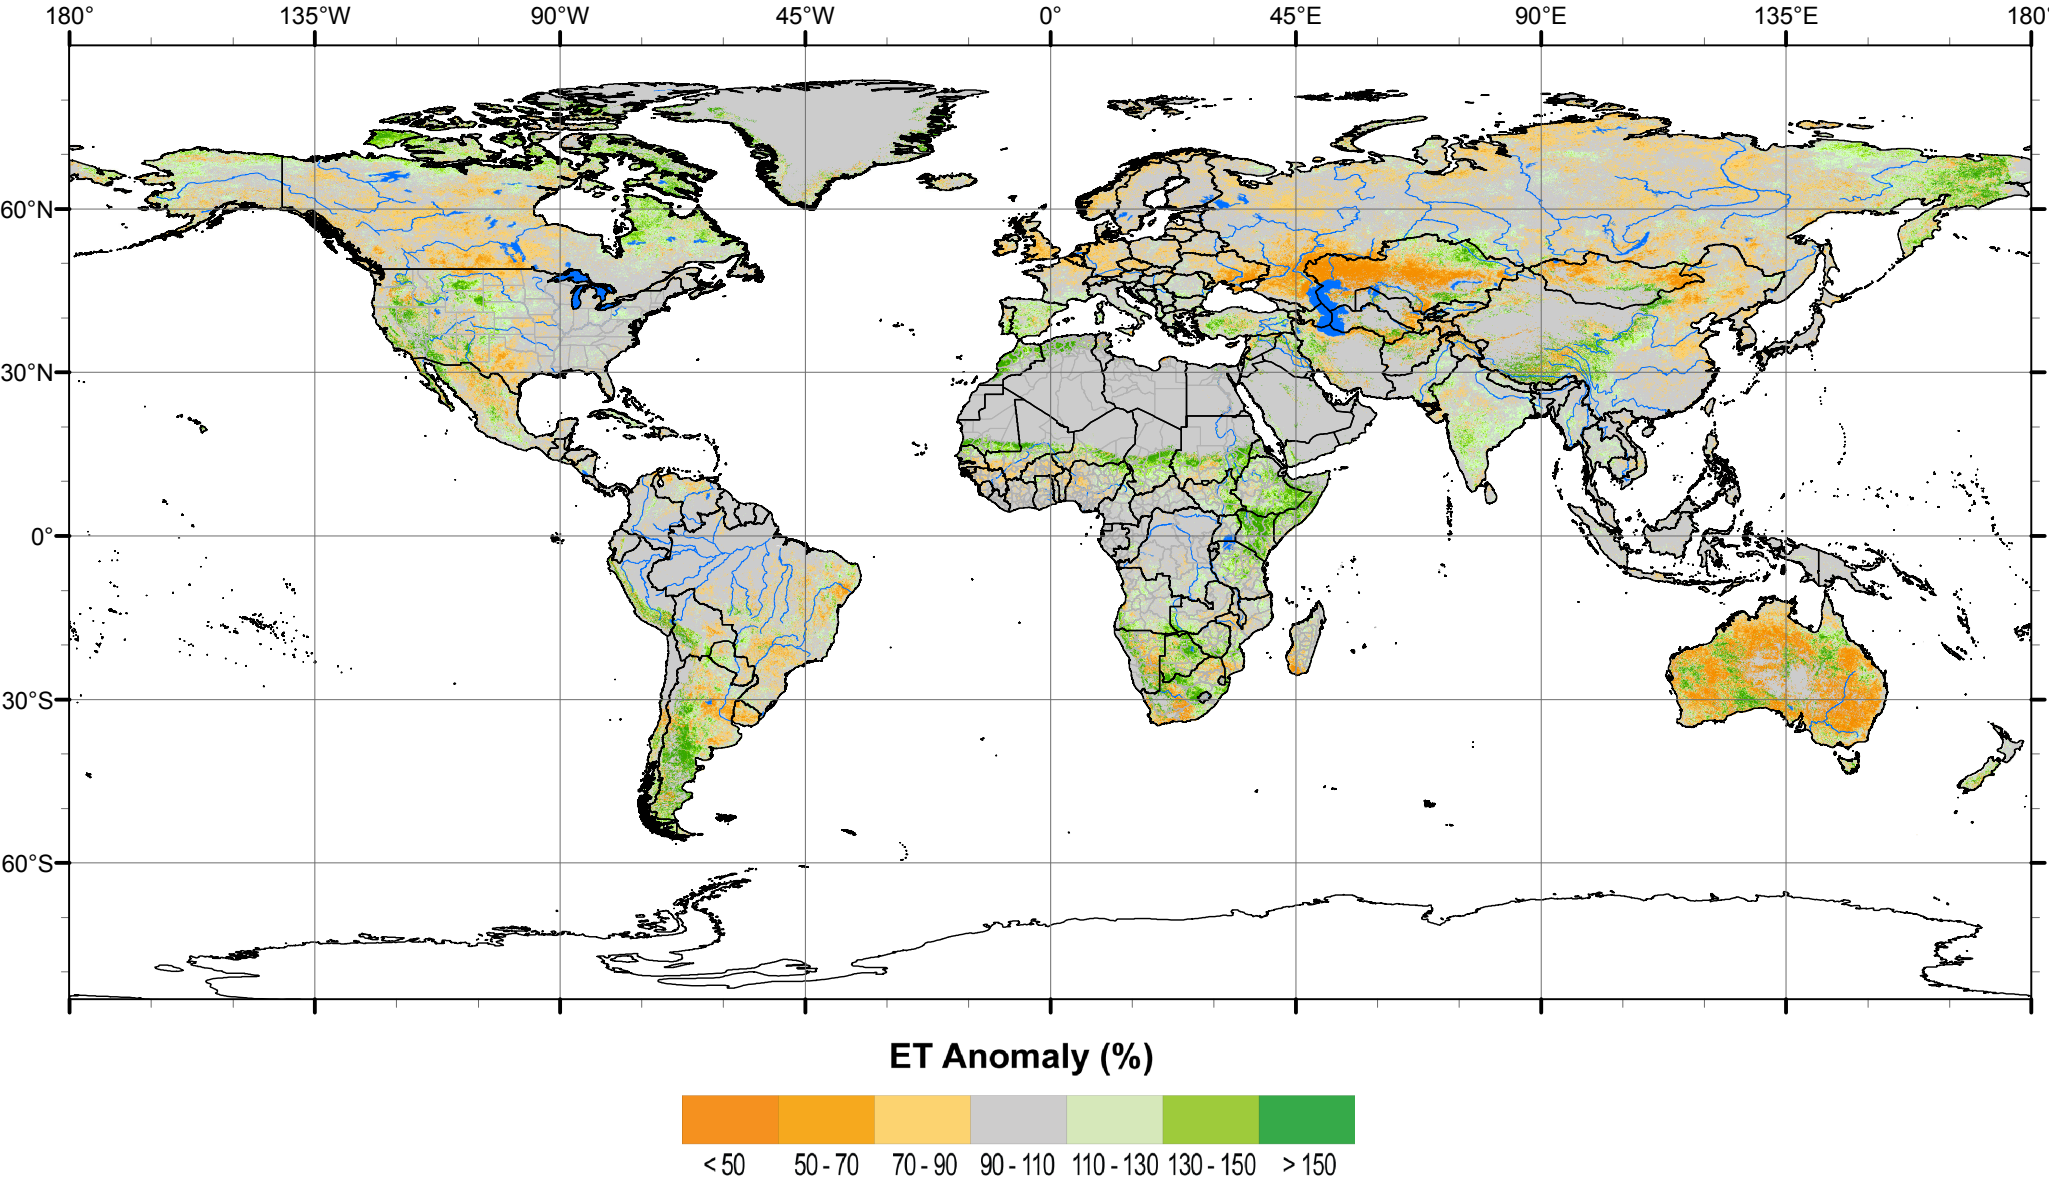 180° 135°W 90°W 45°W 0° 45°E 90°E 135°E 180°
60°N
30°N
0°
30°S
60°S
ET Anomaly (%)
< 50 50 - 70 70 - 90 90 - 110 110 - 130 130 - 150 > 150